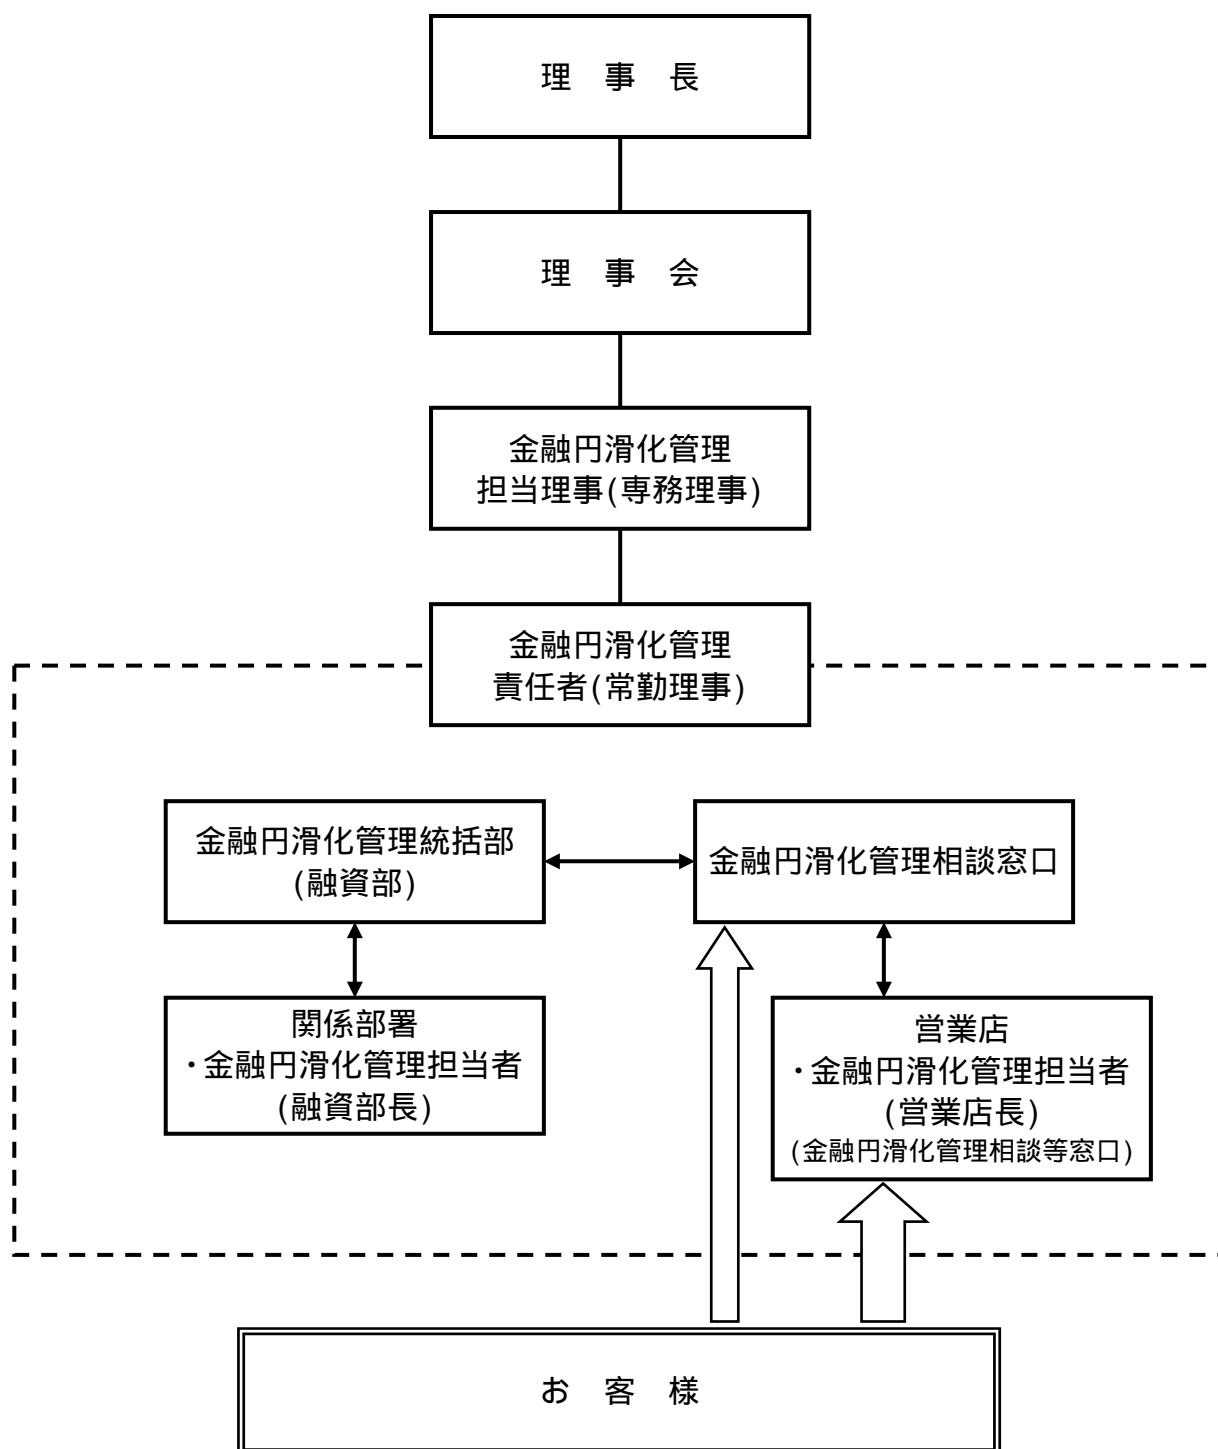 理　事　長
理　事　会
金融円滑化管理
担当理事(専務理事)
金融円滑化管理
責任者(常勤理事)
金融円滑化管理統括部
(融資部)
金融円滑化管理相談窓口
関係部署
・金融円滑化管理担当者
(融資部長)
営業店
・金融円滑化管理担当者
(営業店長)
(金融円滑化管理相談等窓口)
お　客　様